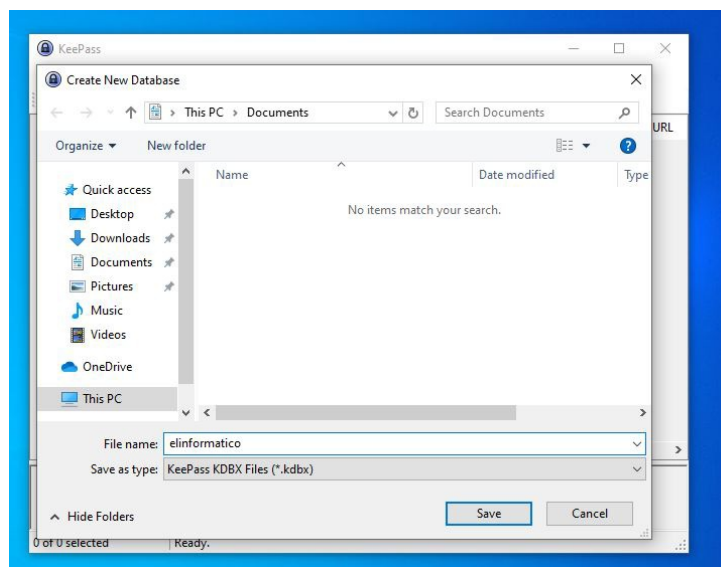 KeePass
Create New Database
This PC > Documents
Search Documents
URL
Organize
New folder
Name
Date modified
Type
Quick access
No items match your search.
Desktop
Downloads
Documents
Pictures
Music
Videos
OneDrive
This PC
File name: elinformatico
Save as type: KeePass KDBX Files (*.kdbx)
Hide Folders
Save
Cancel
0 of 0 selected
Ready.